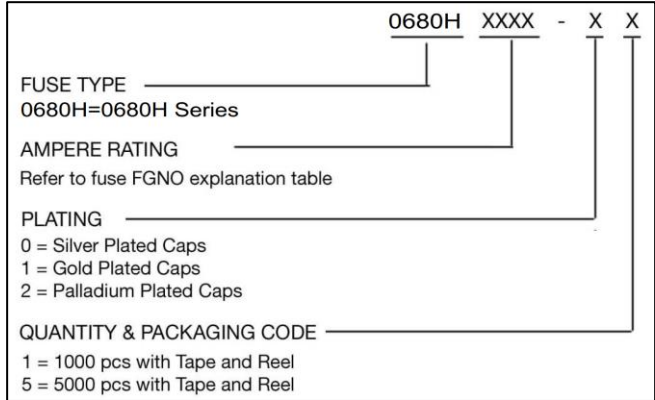 0680H XXXX - X X
FUSE TYPE
0680H=0680H Series
AMPERE RATING
Refer to fuse FGNO explanation table
PLATING
0 = Silver Plated Caps
1 = Gold Plated Caps
2 = Palladium Plated Caps
QUANTITY & PACKAGING CODE
1 = 1000 pcs with Tape and Reel
5 = 5000 pcs with Tape and Reel